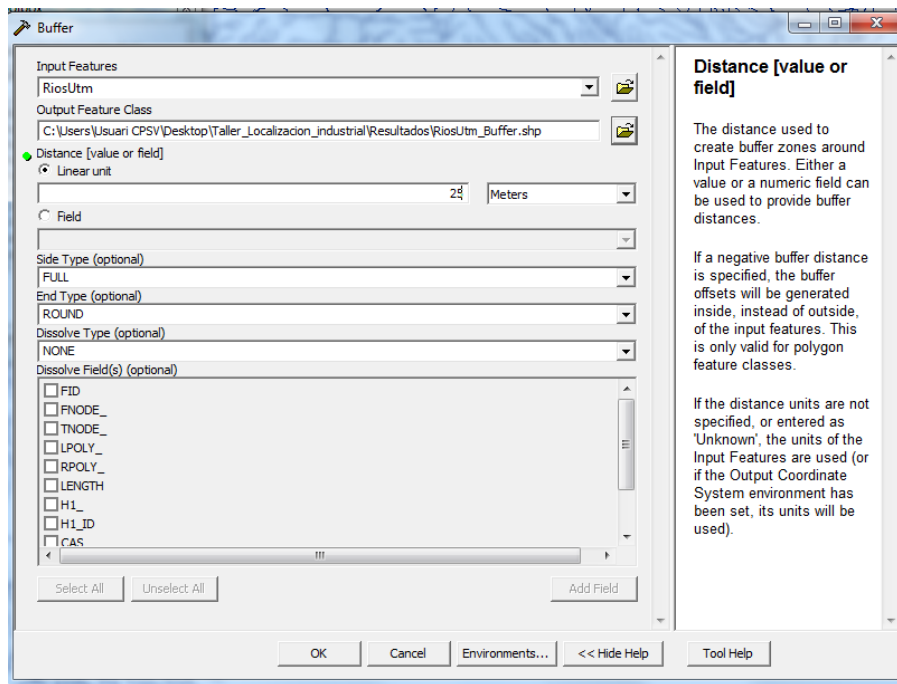 Buffer
Input Features
RiosUtm
Output Feature Class
C:\Users\Usuari CPSV\Desktop\Taller_Localizacion_industrial\Resultados\RiosUtm_Buffer.shp
Distance [value or field]
Linear unit
25 Meters
Field
Side Type (optional)
FULL
End Type (optional)
ROUND
Dissolve Type (optional)
NONE
Dissolve Field(s) (optional)
FID
FNODE_
TNODE_
LPOLY_
RPOLY_
LENGTH
H1_
H1_ID
CAS
Select All Unselect All Add Field
OK Cancel Environments... << Hide Help Tool Help
Distance [value or
field]
The distance used to
create buffer zones around
Input Features. Either a
value or a numeric field can
be used to provide buffer
distances.
If a negative buffer distance
is specified, the buffer
offsets will be generated
inside, instead of outside,
of the input features. This
is only valid for polygon
feature classes.
If the distance units are not
specified, or entered as
'Unknown', the units of the
Input Features are used (or
if the Output Coordinate
System environment has
been set, its units will be
used).